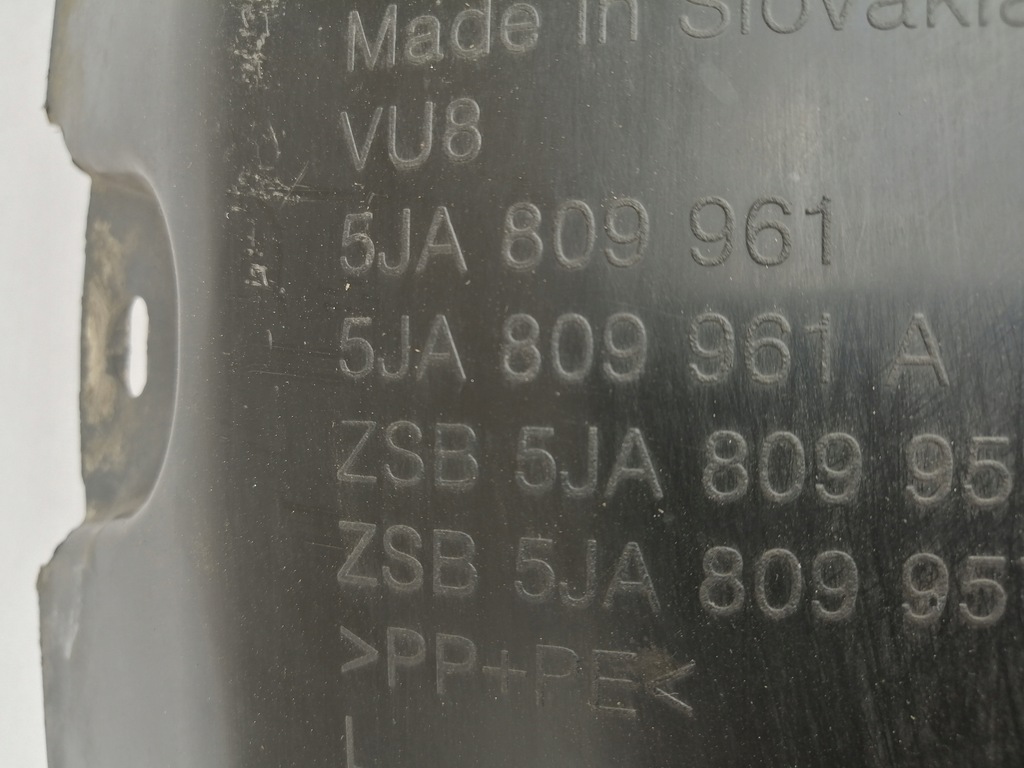 Made in Slovakia
VU8
5JA 809 961
5JA 809 961 A
ZSB 5JA 809 95
ZSB 5JA 809 95
>PP+PE<
L